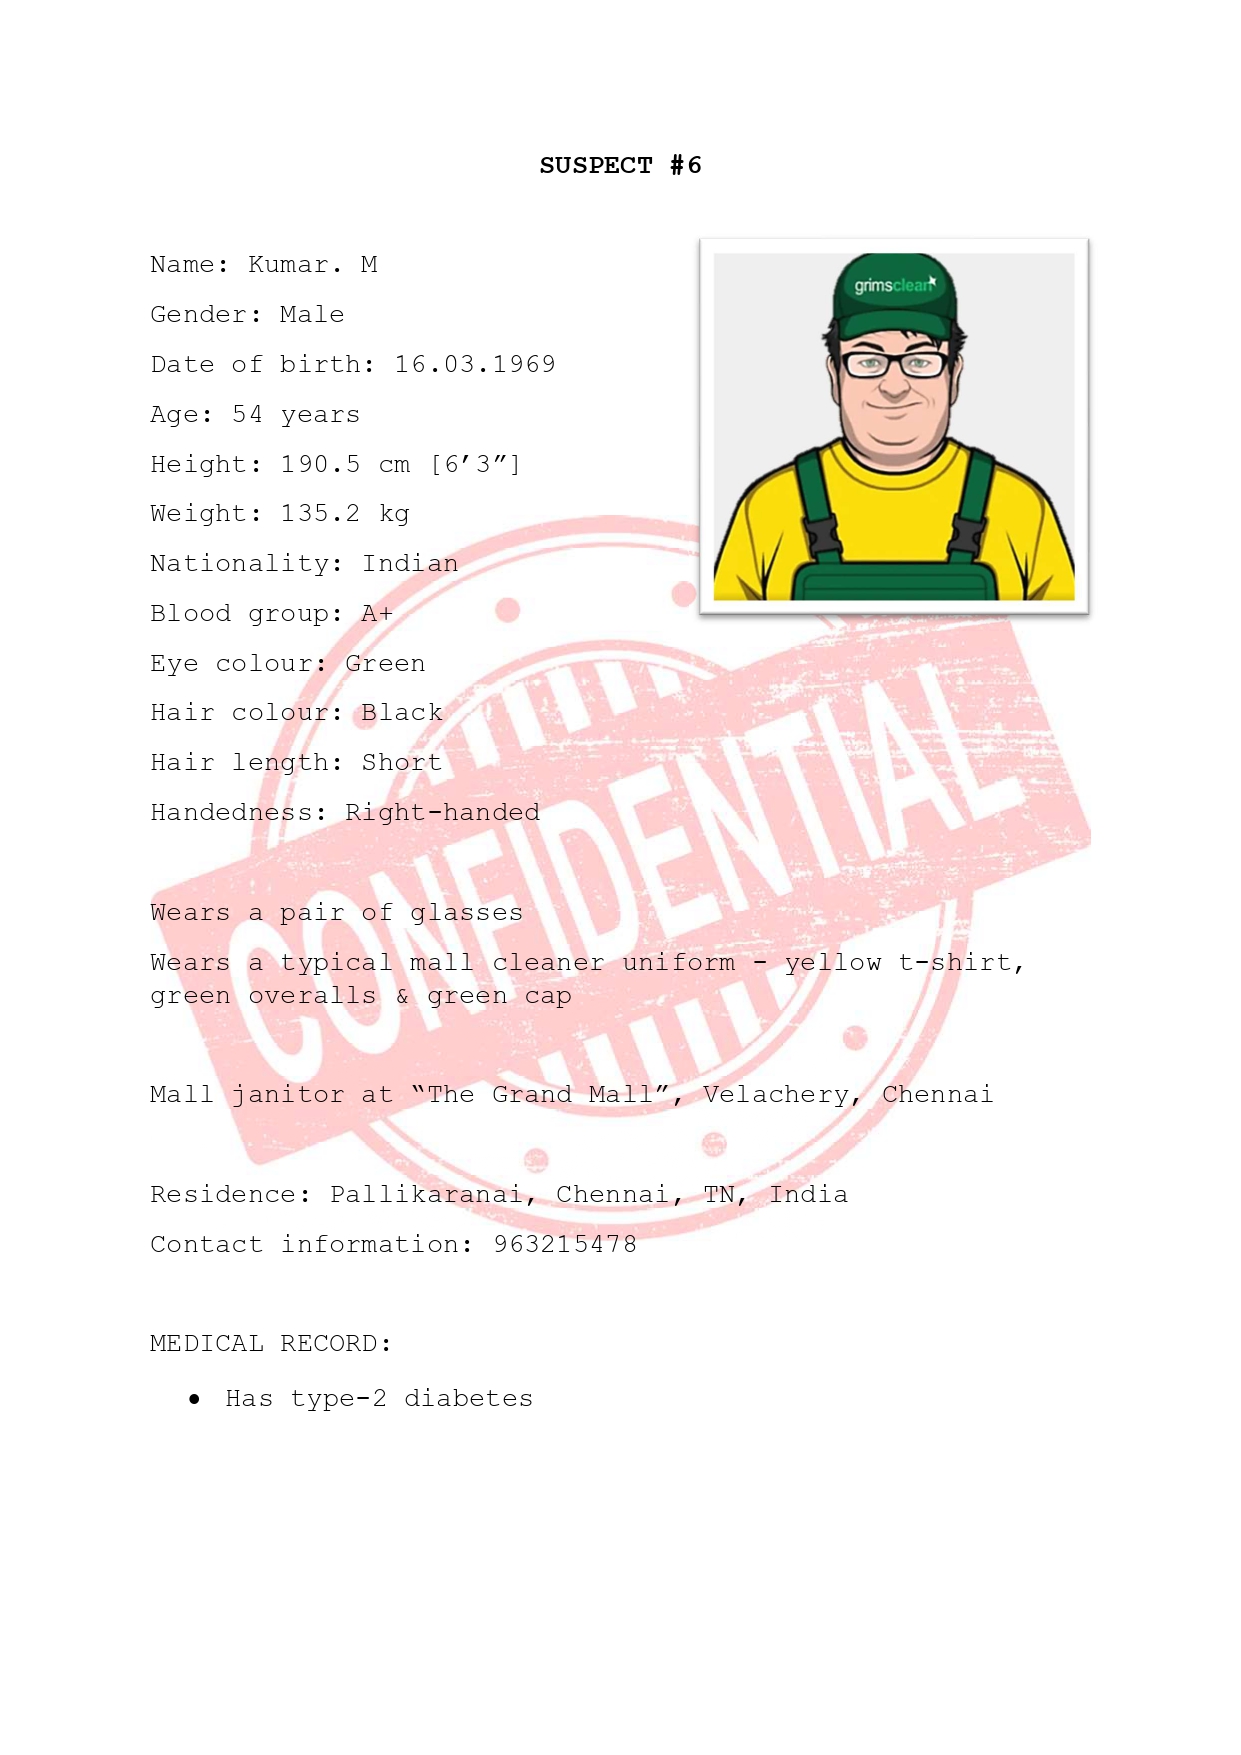 SUSPECT #6
Name: Kumar. M
grimsclean
Gender: Male
Date of birth: 16.03.1969
Age: 54 years
Height: 190.5 cm [6’3”]
Weight: 135.2 kg
Nationality: Indian
Blood group: A+
Eye colour: Green
Hair colour: Black
Hair length: Short
Handedness: Right-handed
CONFIDENTIAL
Wears a pair of glasses
Wears a typical mall cleaner uniform – yellow t-shirt,
green overalls & green cap
Mall janitor at “The Grand Mall”, Velachery, Chennai
Residence: Pallikaranai, Chennai, TN, India
Contact information: 963215478
MEDICAL RECORD:
• Has type-2 diabetes